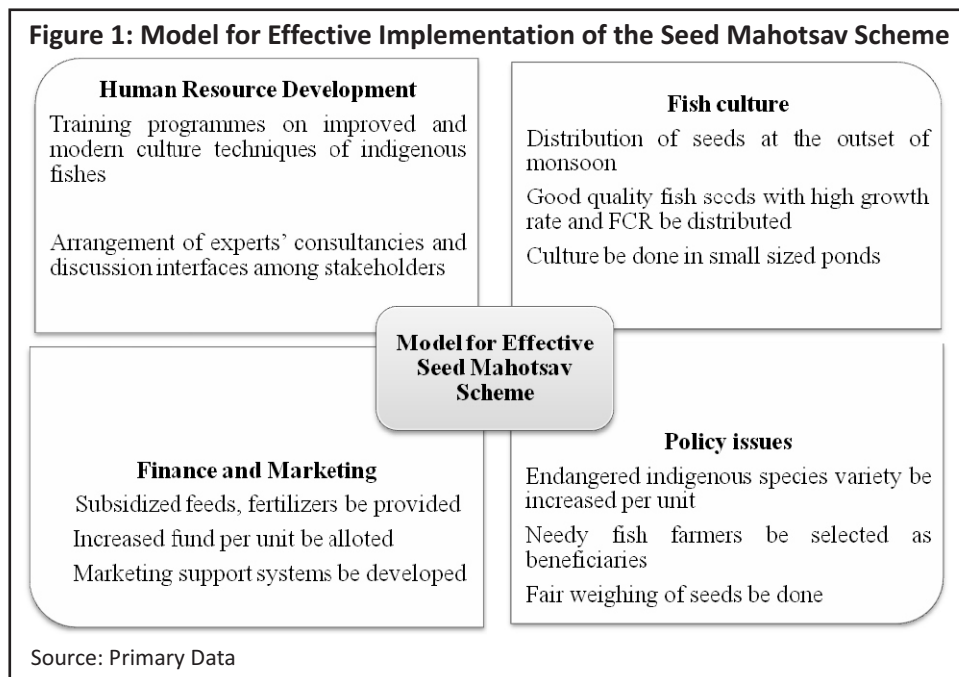 Figure 1: Model for Effective Implementation of the Seed Mahotsav Scheme
Human Resource Development
Training programmes on improved and
modern culture techniques of indigenous
fishes
Arrangement of experts' consultancies and
discussion interfaces among stakeholders
Fish culture
Distribution of seeds at the outset of
monsoon
Good quality fish seeds with high growth
rate and FCR be distributed
Culture be done in small sized ponds
Model for Effective
Seed Mahotsav
Scheme
Finance and Marketing
Subsidized feeds, fertilizers be provided
Increased fund per unit be alloted
Marketing support systems be developed
Policy issues
Endangered indigenous species variety be
increased per unit
Needy fish farmers be selected as
beneficiaries
Fair weighing of seeds be done
Source: Primary Data